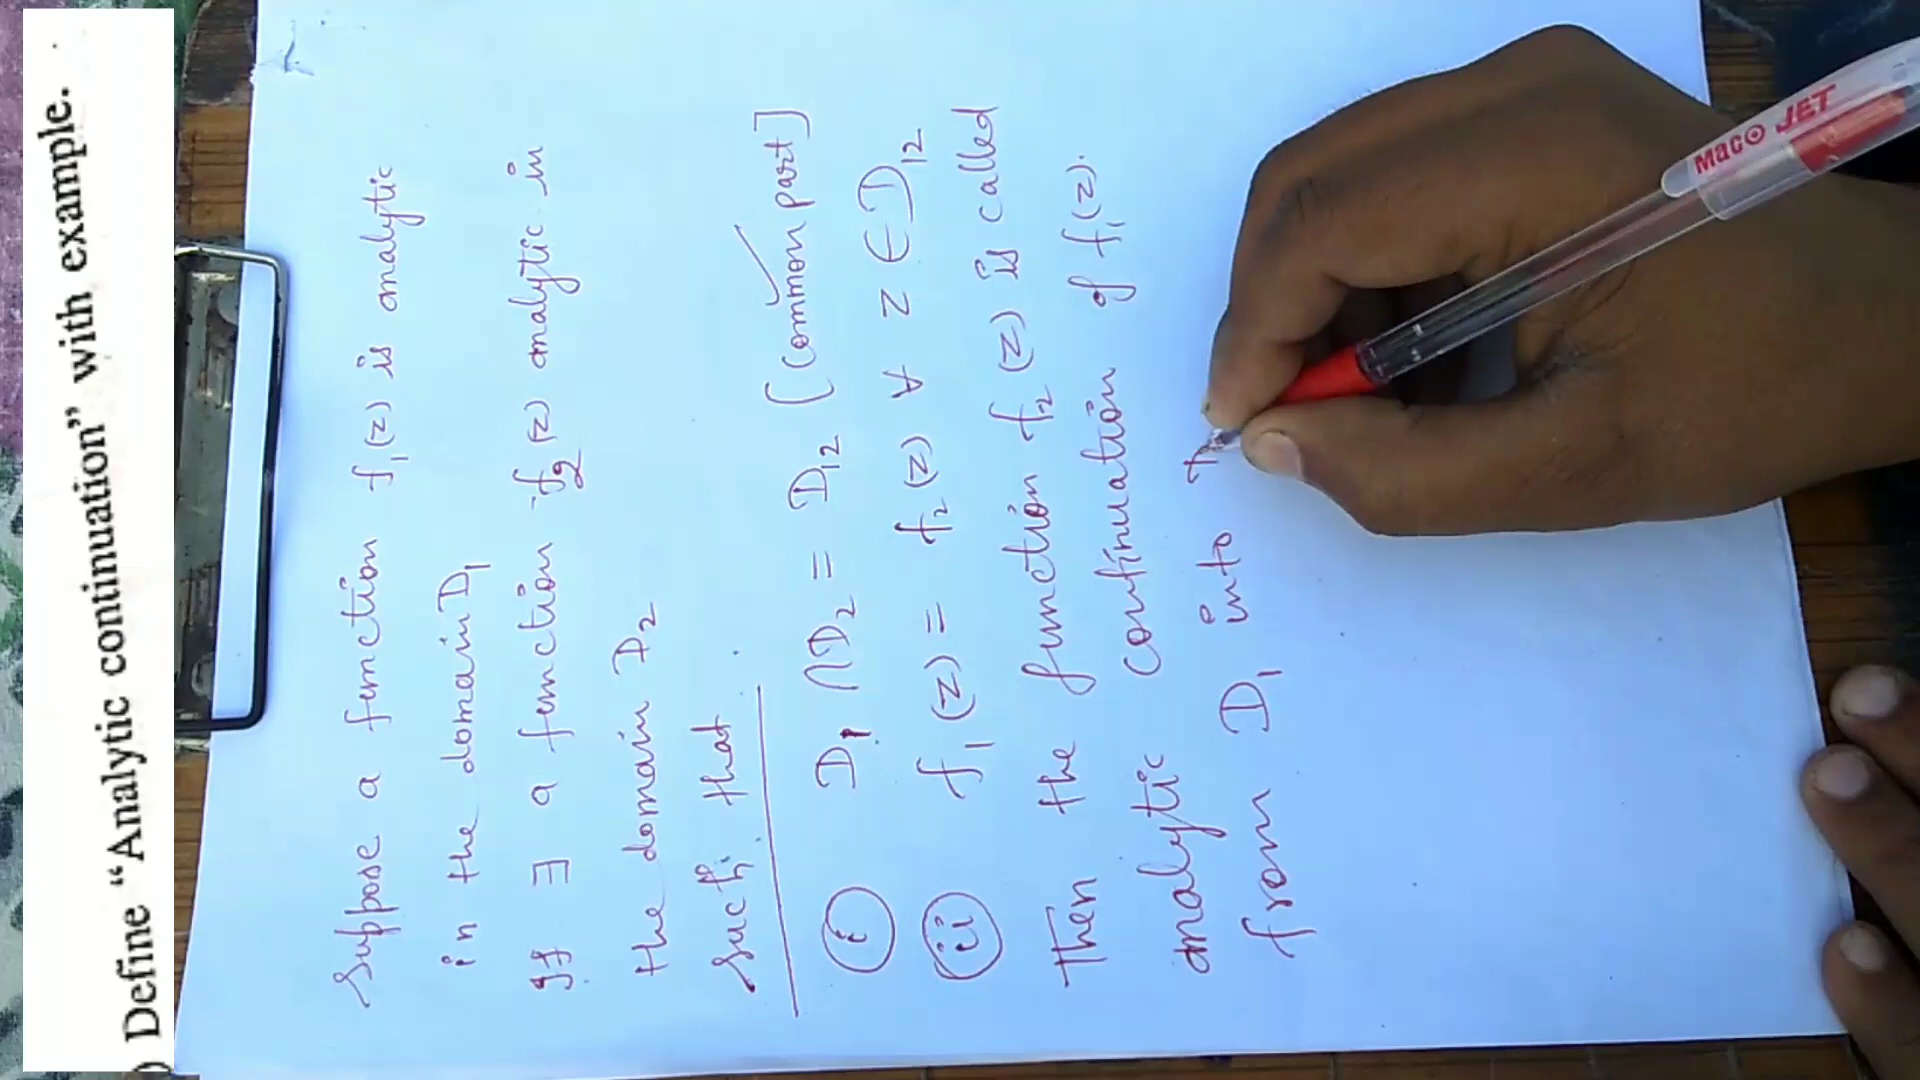 ) Define “Analytic continuation” with example.
Suppose a function f₁(z) is analytic
in the domain D₁
If ∃ a function f₂(z) analytic in
the domain D₂
such that
(i) D₁ ∩ D₂ = D₁₂ [Common part]
(ii) f₁(z) = f₂(z) ∀ z ∈ D₁₂
Then the function f₂(z) is called
analytic continuation of f₁(z).
from D₁ into
Maco JET